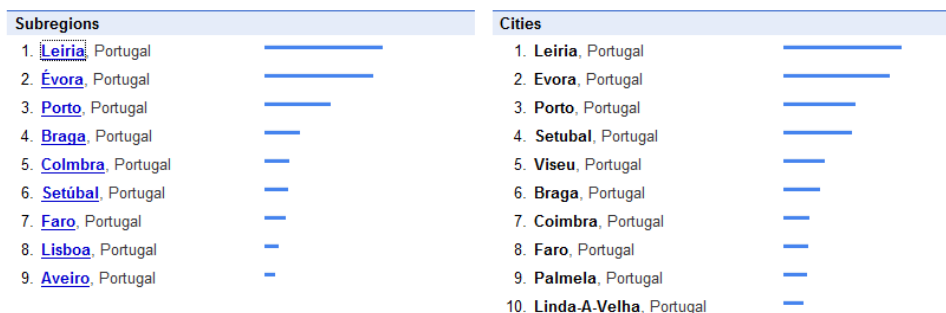 Subregions
1. Leiria, Portugal
2. Évora, Portugal
3. Porto, Portugal
4. Braga, Portugal
5. Coimbra, Portugal
6. Setúbal, Portugal
7. Faro, Portugal
8. Lisboa, Portugal
9. Aveiro, Portugal
Cities
1. Leiria, Portugal
2. Evora, Portugal
3. Porto, Portugal
4. Setubal, Portugal
5. Viseu, Portugal
6. Braga, Portugal
7. Coimbra, Portugal
8. Faro, Portugal
9. Palmela, Portugal
10. Linda-A-Velha, Portugal